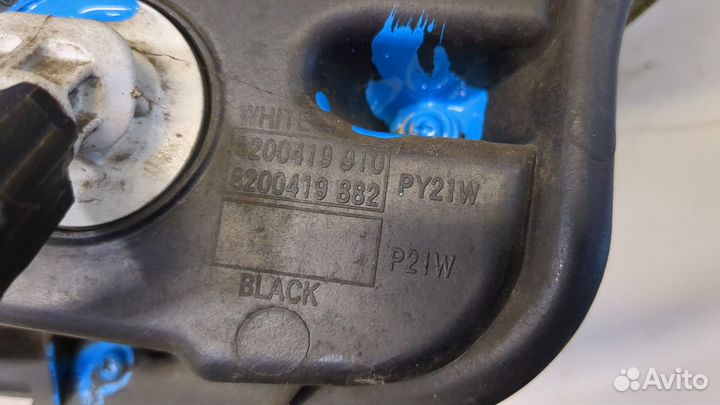 WHITE
8200419 910
8200419 882
PY21W
P21W
BLACK
Avito